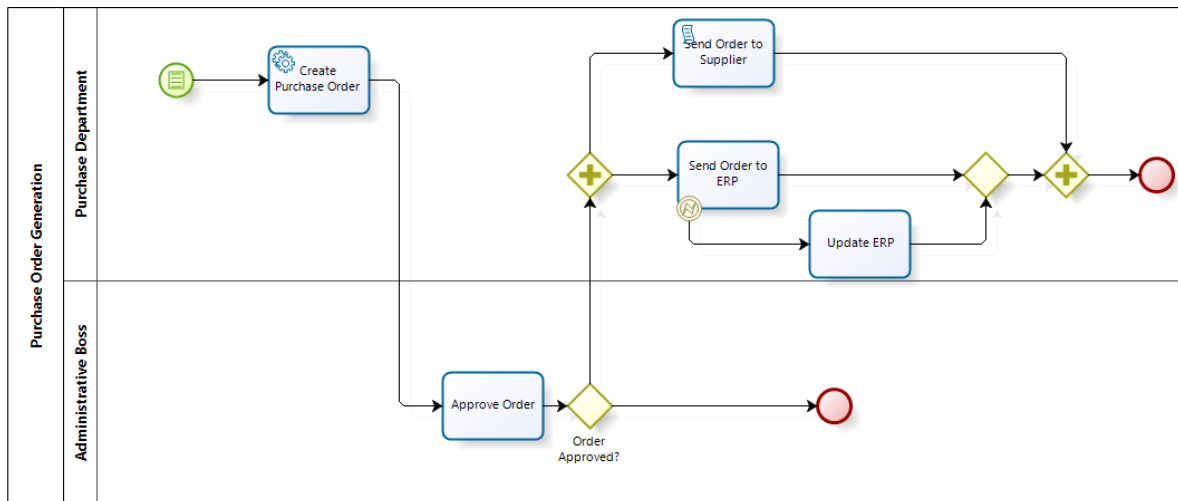 Purchase Order Generation
Purchase Department
Create
Purchase Order
Send Order to
Supplier
Send Order to
ERP
Update ERP
Administrative Boss
Approve Order
Order
Approved?